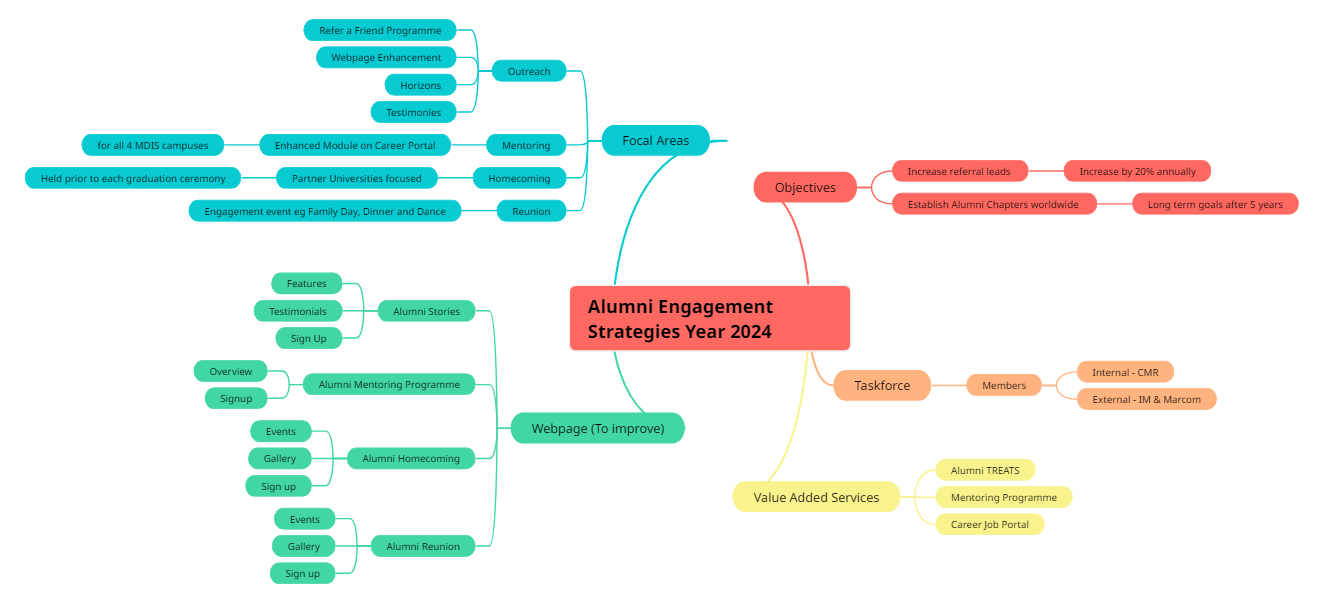 Alumni Engagement
Strategies Year 2024
Objectives
Increase referral leads
Increase by 20% annually
Establish Alumni Chapters worldwide
Long term goals after 5 years
Taskforce
Members
Internal - CMR
External - IM & Marcom
Value Added Services
Alumni TREATS
Mentoring Programme
Career Job Portal
Focal Areas
Outreach
Refer a Friend Programme
Webpage Enhancement
Horizons
Testimonies
Mentoring
Enhanced Module on Career Portal
for all 4 MDIS campuses
Homecoming
Partner Universities focused
Held prior to each graduation ceremony
Reunion
Engagement event eg Family Day, Dinner and Dance
Webpage (To improve)
Alumni Stories
Features
Testimonials
Sign Up
Alumni Mentoring Programme
Overview
Signup
Alumni Homecoming
Events
Gallery
Sign up
Alumni Reunion
Events
Gallery
Sign up